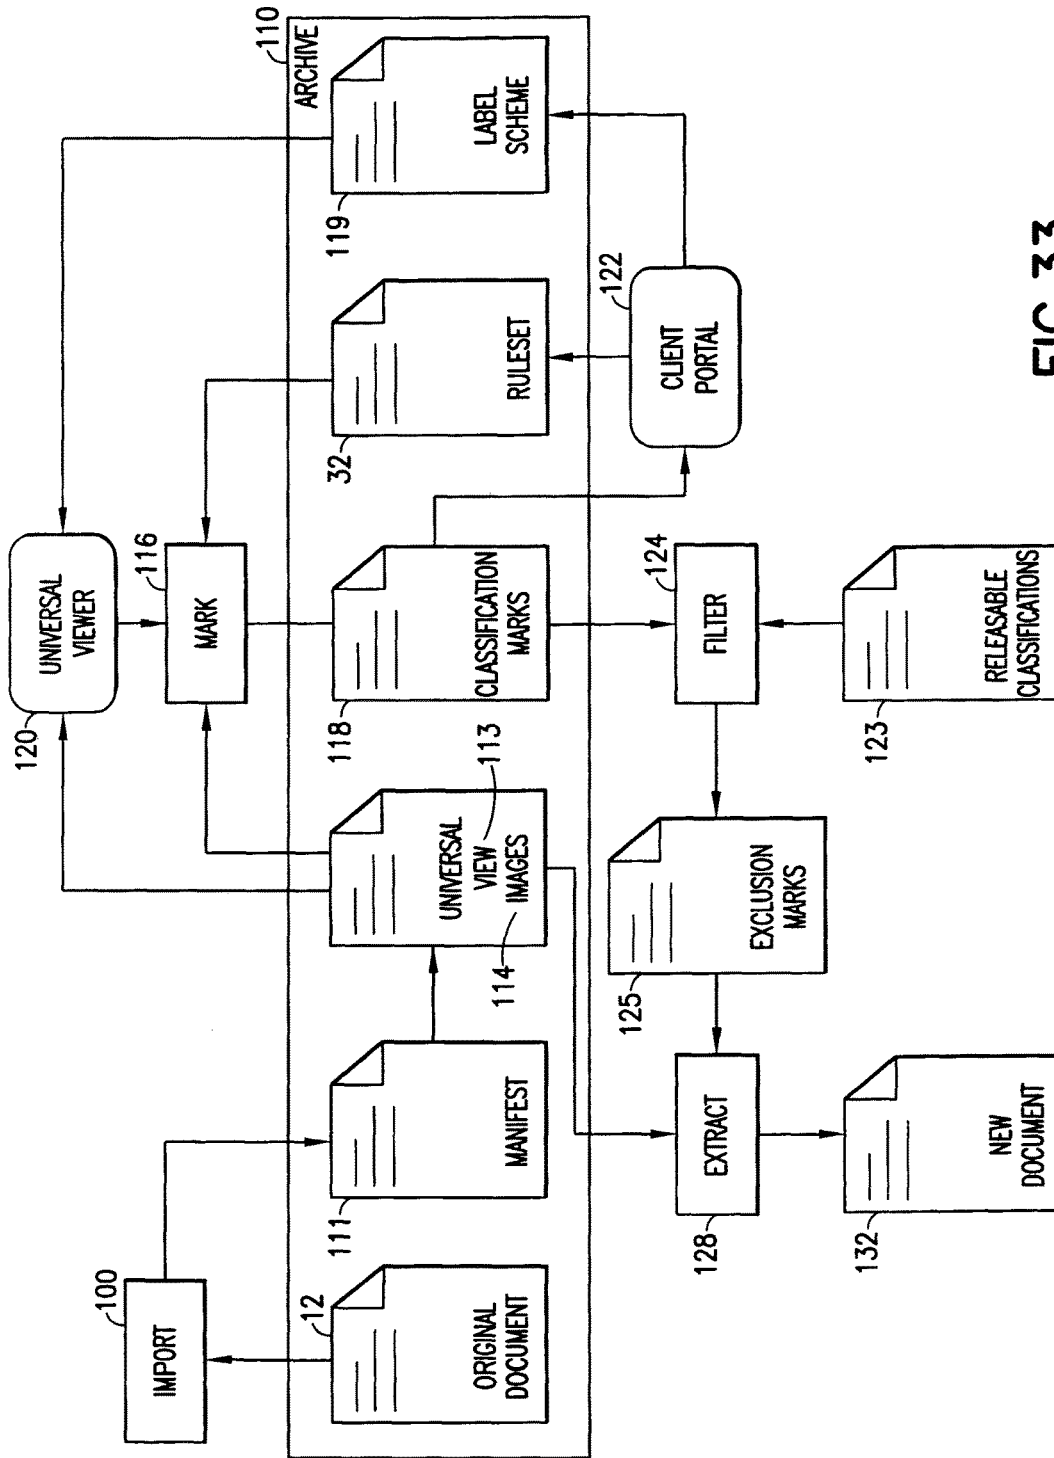 100
IMPORT
12
ORIGINAL
DOCUMENT
111
MANIFEST
UNIVERSAL
VIEW
IMAGES
113
114
120
UNIVERSAL
VIEWER
116
MARK
118
CLASSIFICATION
MARKS
32
RULESET
119
LABEL
SCHEME
110
ARCHIVE
122
CLIENT
PORTAL
124
FILTER
123
RELEASABLE
CLASSIFICATIONS
125
EXCLUSION
MARKS
128
EXTRACT
132
NEW
DOCUMENT
FIG.33